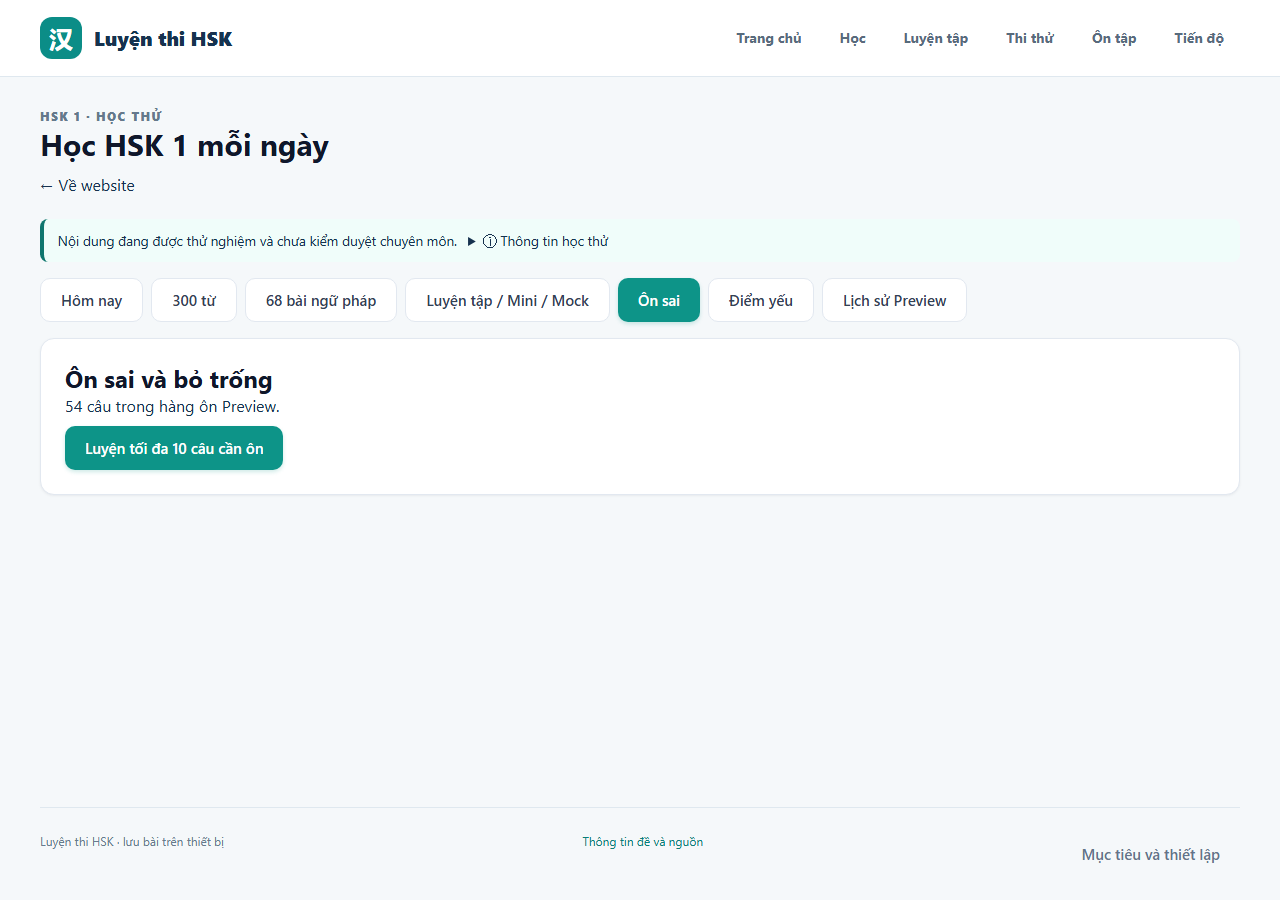 汉 Luyện thi HSK
Trang chủ Học Luyện tập Thi thử Ôn tập Tiến độ
HSK 1 · HỌC THỬ
Học HSK 1 mỗi ngày
← Về website
Nội dung đang được thử nghiệm và chưa kiểm duyệt chuyên môn. ▶ ⓘ Thông tin học thử
Hôm nay 300 từ 68 bài ngữ pháp Luyện tập / Mini / Mock Ôn sai Điểm yếu Lịch sử Preview
Ôn sai và bỏ trống
54 câu trong hàng ôn Preview.
Luyện tối đa 10 câu cần ôn
Luyện thi HSK · lưu bài trên thiết bị Thông tin đề và nguồn
Mục tiêu và thiết lập